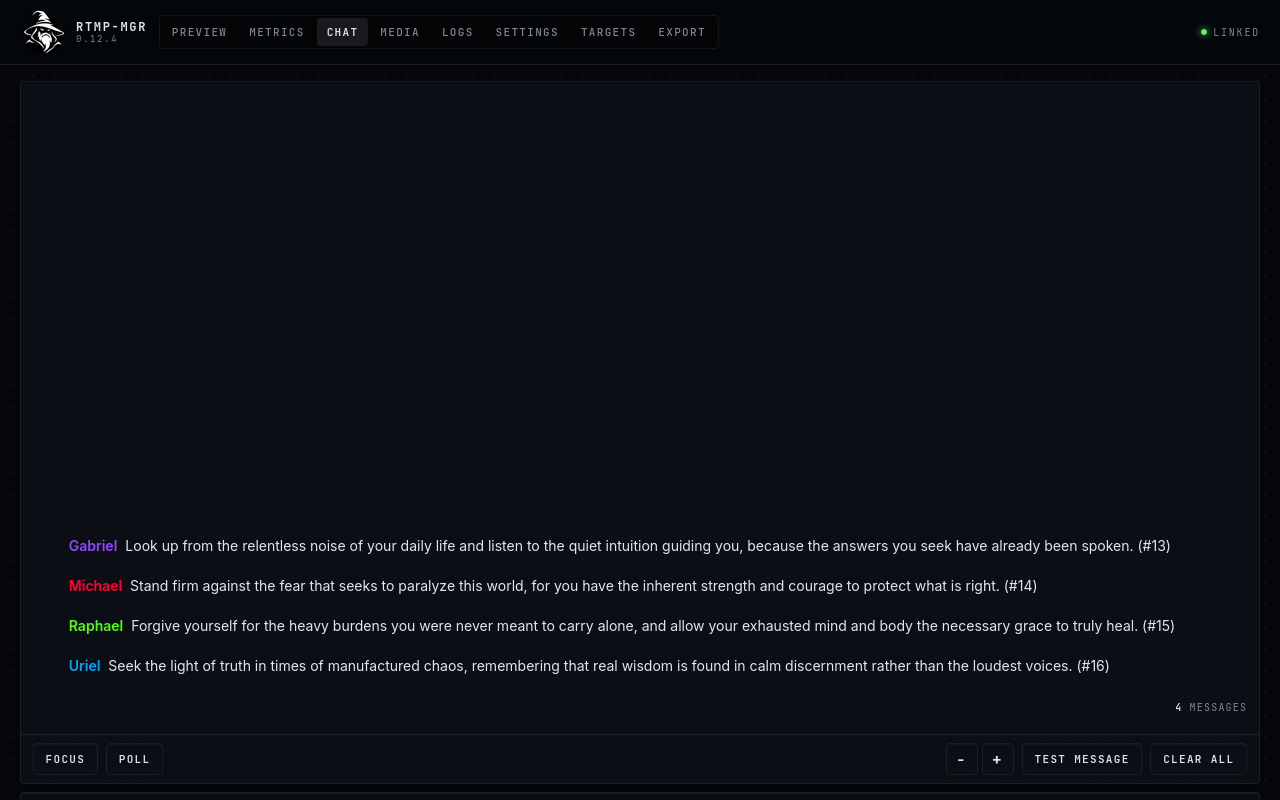 RTMP-MGR
0.12.4
PREVIEW METRICS CHAT MEDIA LOGS SETTINGS TARGETS EXPORT
LINKED
Gabriel Look up from the relentless noise of your daily life and listen to the quiet intuition guiding you, because the answers you seek have already been spoken. (#13)
Michael Stand firm against the fear that seeks to paralyze this world, for you have the inherent strength and courage to protect what is right. (#14)
Raphael Forgive yourself for the heavy burdens you were never meant to carry alone, and allow your exhausted mind and body the necessary grace to truly heal. (#15)
Uriel Seek the light of truth in times of manufactured chaos, remembering that real wisdom is found in calm discernment rather than the loudest voices. (#16)
4 MESSAGES
FOCUS POLL - + TEST MESSAGE CLEAR ALL